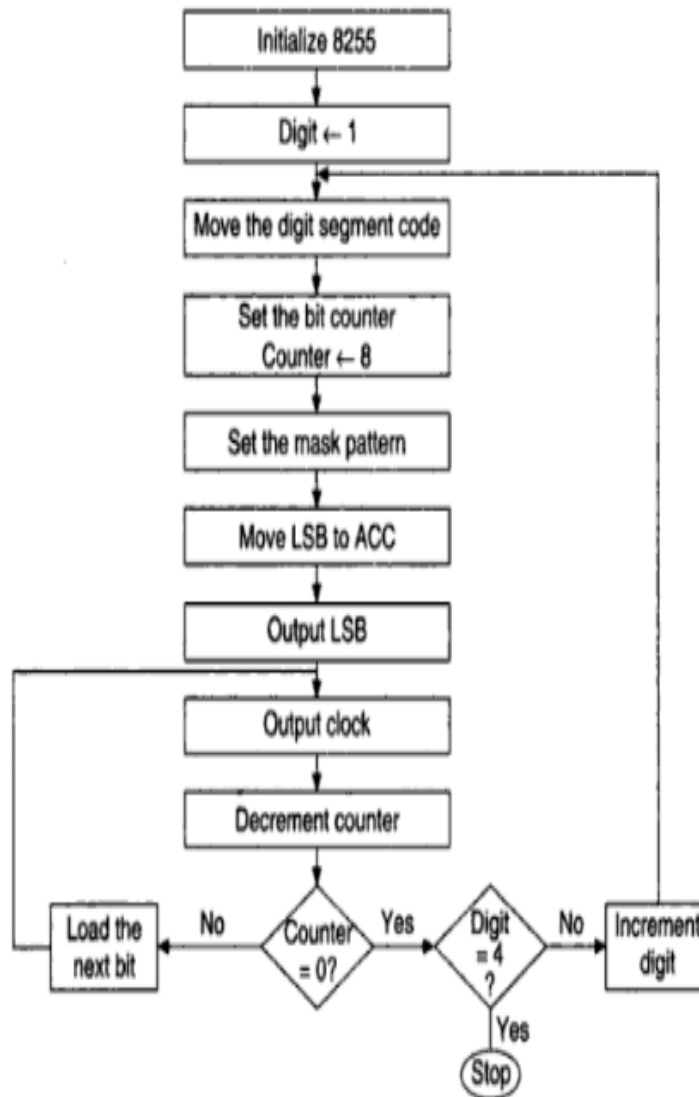 Initialize 8255
Digit ← 1
Move the digit segment code
Set the bit counter
Counter ← 8
Set the mask pattern
Move LSB to ACC
Output LSB
Output clock
Decrement counter
Load the
next bit
No
Counter
= 0?
Yes
Digit
= 4
?
No
Increment
digit
Yes
Stop